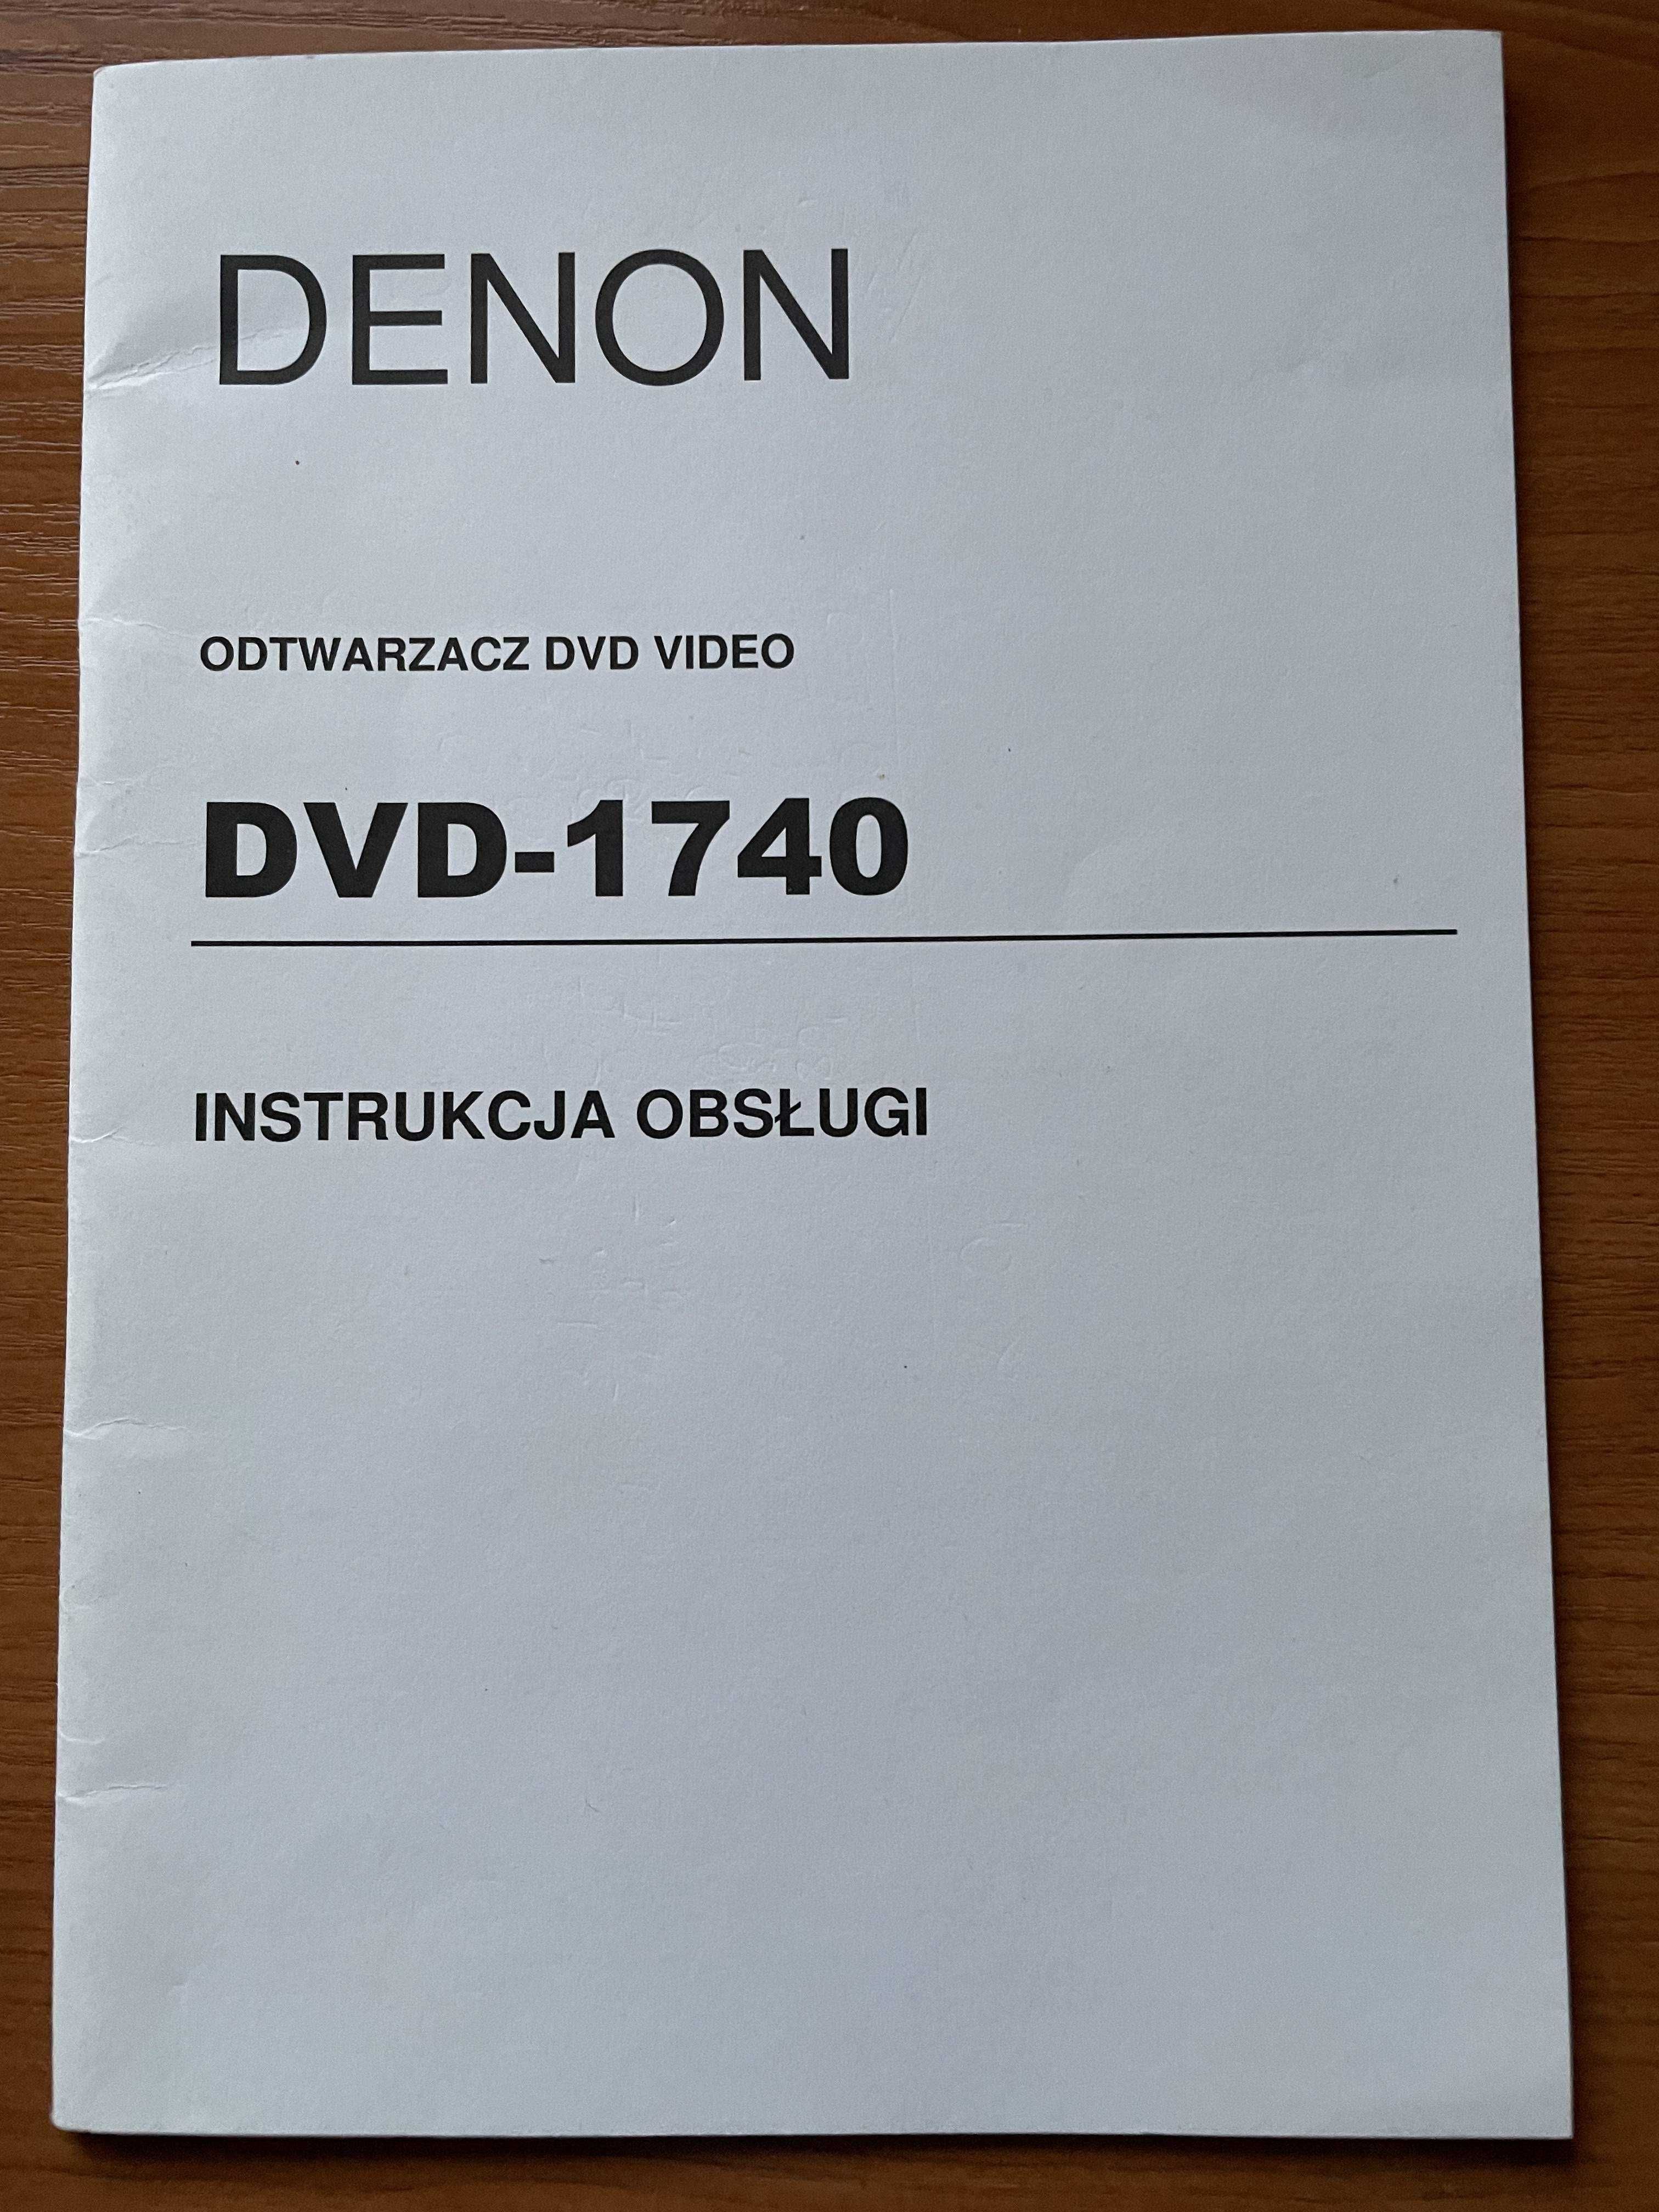 DENON
ODTWARZACZ DVD VIDEO
DVD-1740
INSTRUKCJA OBSŁUGI